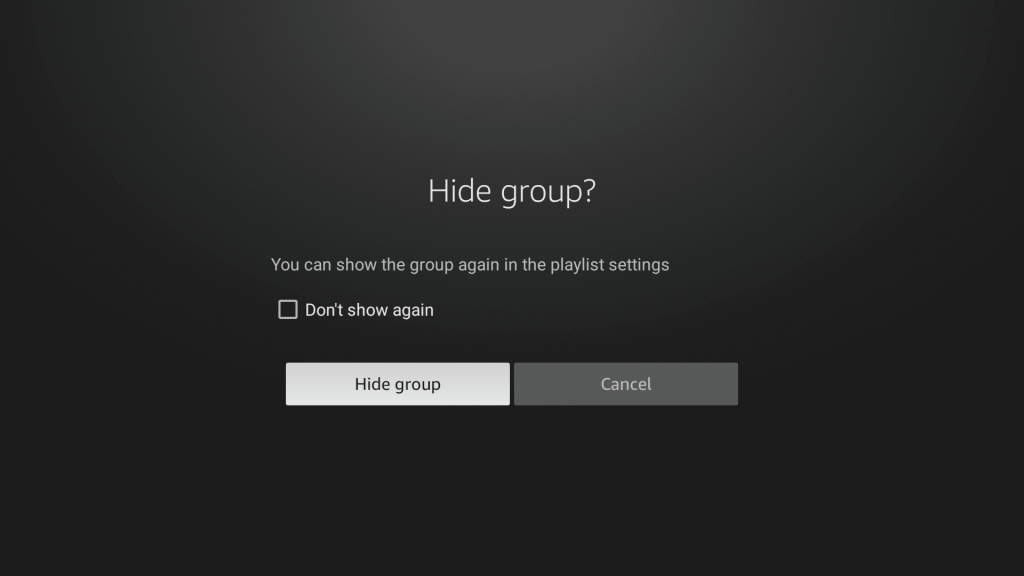 Hide group?
You can show the group again in the playlist settings
Don't show again
Hide group
Cancel